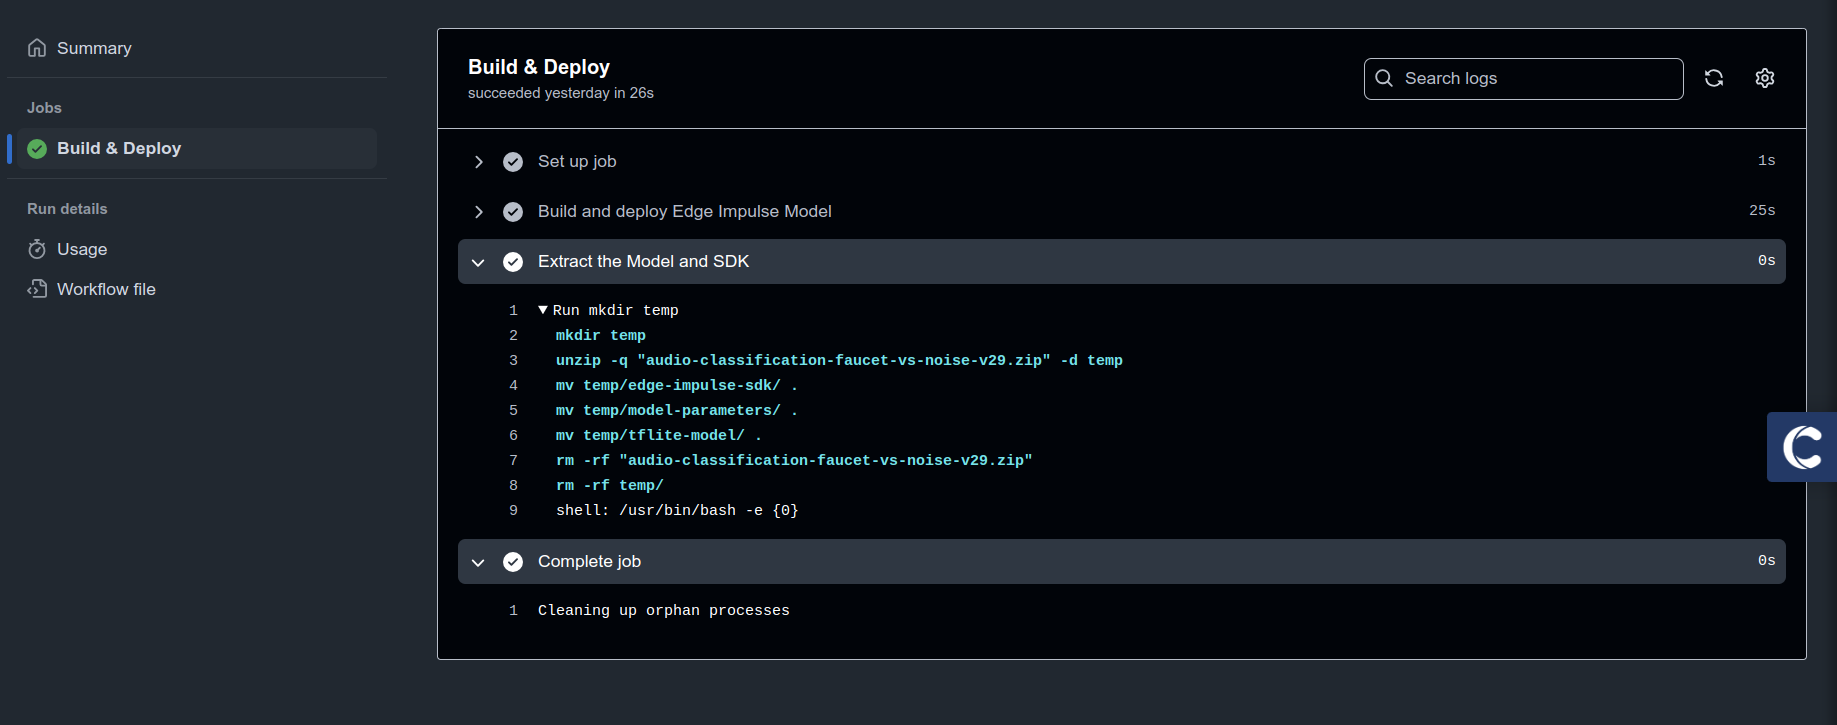 Summary
Jobs
Build & Deploy
Run details
Usage
Workflow file
Build & Deploy
succeeded yesterday in 26s
Search logs
Set up job 1s
Build and deploy Edge Impulse Model 25s
Extract the Model and SDK 0s
1 ▼ Run mkdir temp
2 mkdir temp
3 unzip -q "audio-classification-faucet-vs-noise-v29.zip" -d temp
4 mv temp/edge-impulse-sdk/ .
5 mv temp/model-parameters/ .
6 mv temp/tflite-model/ .
7 rm -rf "audio-classification-faucet-vs-noise-v29.zip"
8 rm -rf temp/
9 shell: /usr/bin/bash -e {0}
Complete job 0s
1 Cleaning up orphan processes